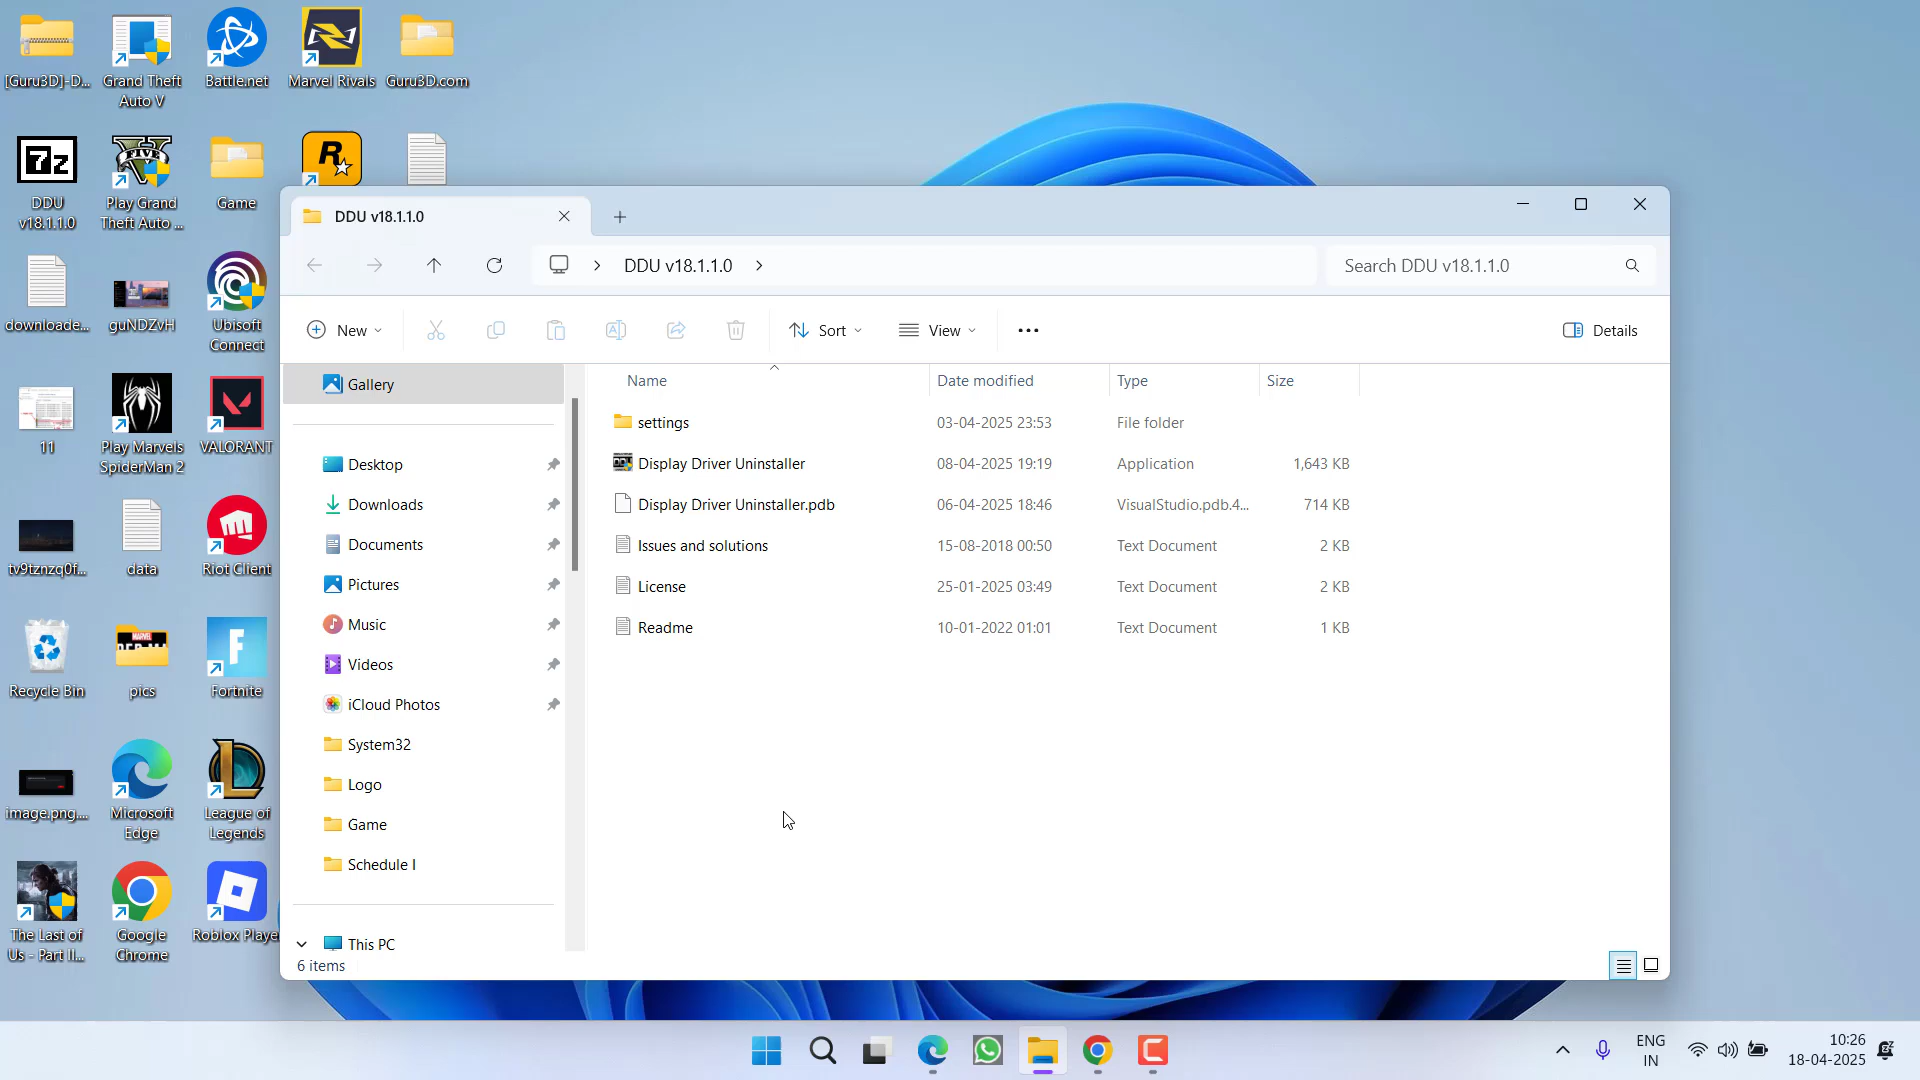 [Guru3D]-D...
Grand Theft
Auto V
Battle.net
Marvel Rivals
Guru3D.com
7z
DDU
v18.1.1.0
FIVE
Play Grand
Theft Auto ...
Game
R
DDU v18.1.1.0
DDU v18.1.1.0
Search DDU v18.1.1.0
New
Sort
View
Details
downloade...
guNDZvH
Ubisoft
Connect
11
Play Marvels
SpiderMan 2
VALORANT
tv9tznzq0f...
data
Riot Client
Recycle Bin
pics
Fortnite
image.png....
Microsoft
Edge
League of
Legends
The Last of
Us - Part II...
Google
Chrome
Roblox Playe
Gallery
Desktop
Downloads
Documents
Pictures
Music
Videos
iCloud Photos
System32
Logo
Game
Schedule I
This PC
6 items
Name Date modified Type Size
settings 03-04-2025 23:53 File folder
Display Driver Uninstaller 08-04-2025 19:19 Application 1,643 KB
Display Driver Uninstaller.pdb 06-04-2025 18:46 VisualStudio.pdb.4... 714 KB
Issues and solutions 15-08-2018 00:50 Text Document 2 KB
License 25-01-2025 03:49 Text Document 2 KB
Readme 10-01-2022 01:01 Text Document 1 KB
ENG
IN
10:26
18-04-2025